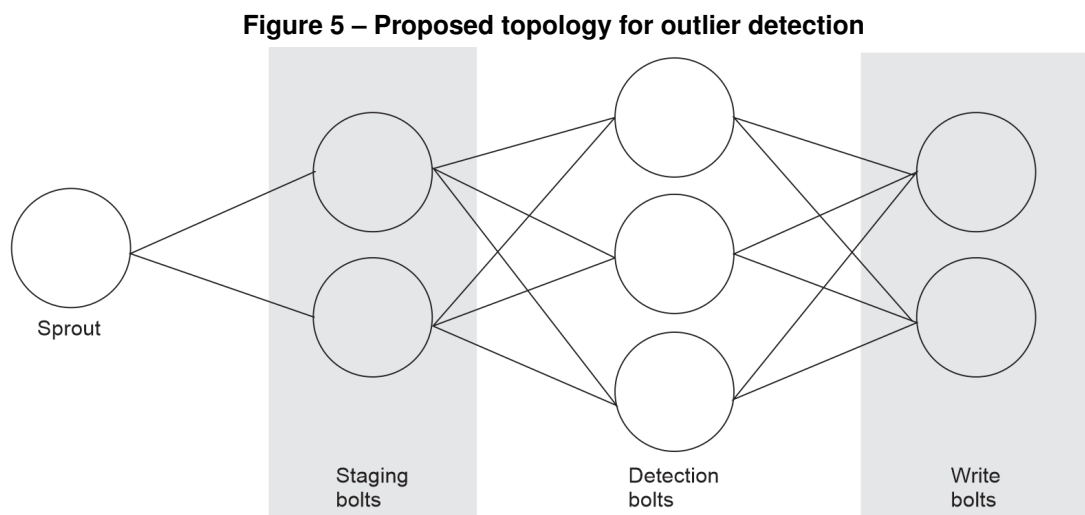 Figure 5 – Proposed topology for outlier detection
Sprout
Staging
bolts
Detection
bolts
Write
bolts